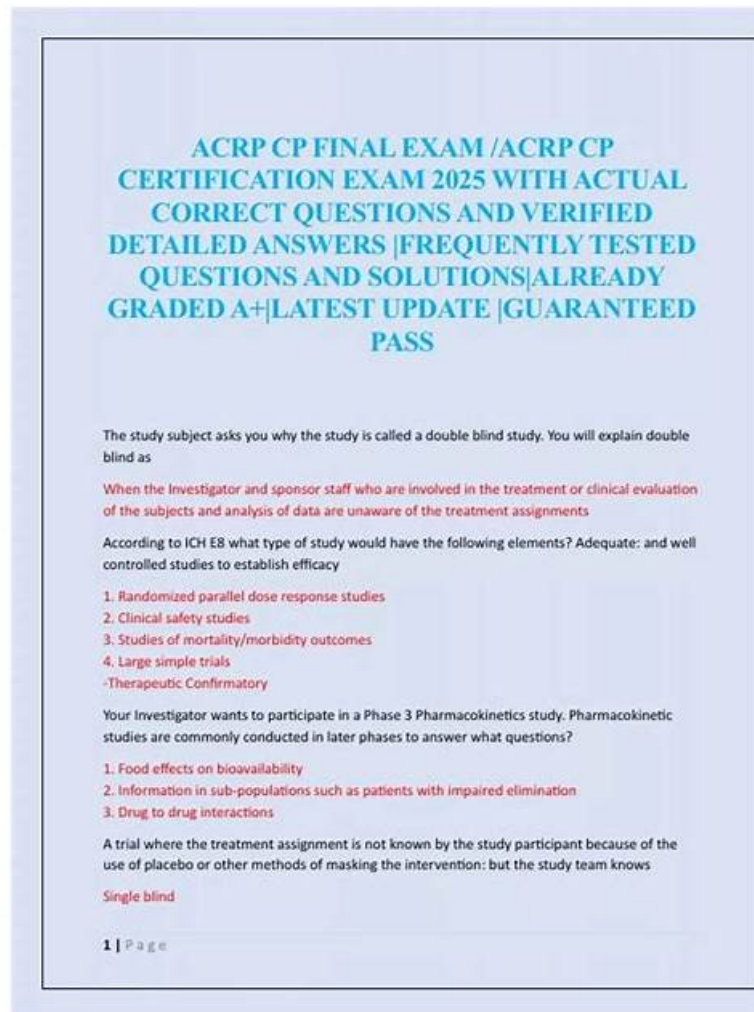 ACRP CP FINAL EXAM /ACRP CP
CERTIFICATION EXAM 2025 WITH ACTUAL
CORRECT QUESTIONS AND VERIFIED
DETAILED ANSWERS |FREQUENTLY TESTED
QUESTIONS AND SOLUTIONS|ALREADY
GRADED A+|LATEST UPDATE |GUARANTEED
PASS
The study subject asks you why the study is called a double blind study. You will explain double
blind as
When the Investigator and sponsor staff who are involved in the treatment or clinical evaluation
of the subjects and analysis of data are unaware of the treatment assignments
According to ICH E8 what type of study would have the following elements? Adequate: and well
controlled studies to establish efficacy
1. Randomized parallel dose response studies
2. Clinical safety studies
3. Studies of mortality/morbidity outcomes
4. Large simple trials
-Therapeutic Confirmatory
Your Investigator wants to participate in a Phase 3 Pharmacokinetics study. Pharmacokinetic
studies are commonly conducted in later phases to answer what questions?
1. Food effects on bioavailability
2. Information in sub-populations such as patients with impaired elimination
3. Drug to drug interactions
A trial where the treatment assignment is not known by the study participant because of the
use of placebo or other methods of masking the intervention: but the study team knows
Single blind
1 | Page